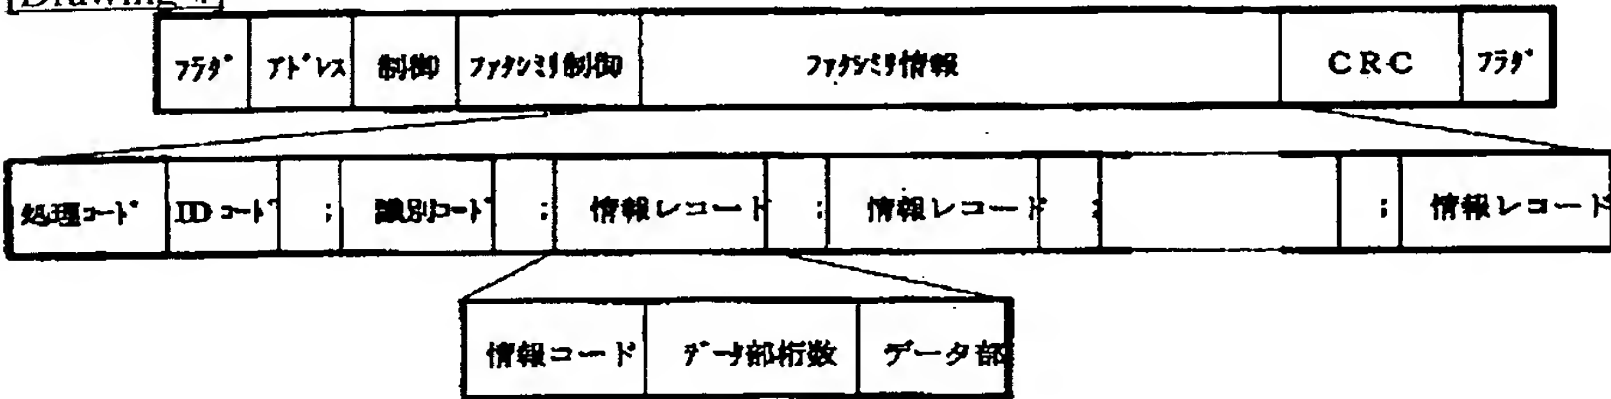 [Drawing 4]
フラグ アドレス 制御 ファクシミリ制御 ファクシミリ情報 CRC フラグ
処理コード IDコード ; 識別コード ; 情報レコード ; 情報レコード ; ; 情報レコード
情報コード データ部桁数 データ部